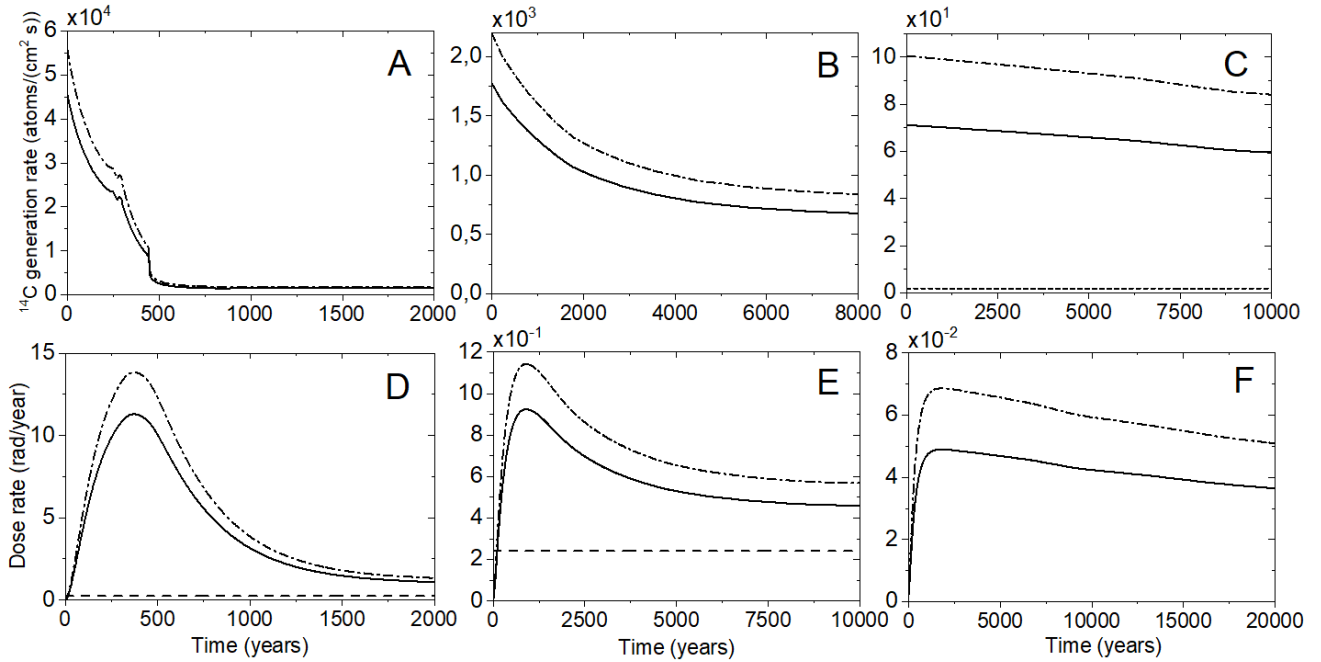 x10⁴
¹⁴C generation rate (atoms/(cm² s))
6
5
4
3
2
1
0
A
0 500 1000 1500 2000
x10³
2,0
1,5
1,0
0,5
0,0
B
0 2000 4000 6000 8000
x10¹
10
8
6
4
2
0
C
0 2500 5000 7500 10000
Dose rate (rad/year)
15
10
5
0
D
0 500 1000 1500 2000
Time (years)
x10⁻¹
12
10
8
6
4
2
0
E
0 2500 5000 7500 10000
Time (years)
x10⁻²
8
6
4
2
0
F
0 5000 10000 15000 20000
Time (years)